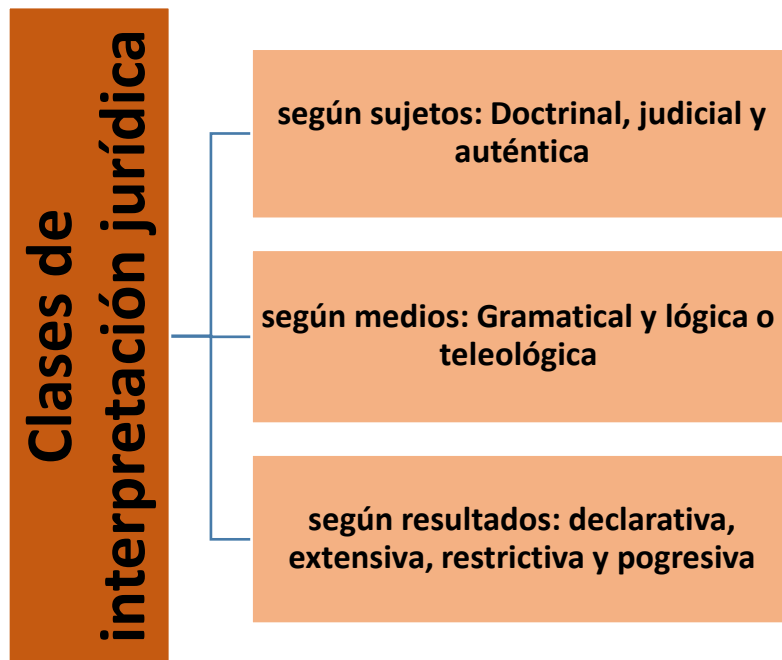 Clases de
interpretación jurídica
según sujetos: Doctrinal, judicial y
auténtica
según medios: Gramatical y lógica o
teleológica
según resultados: declarativa,
extensiva, restrictiva y pogresiva